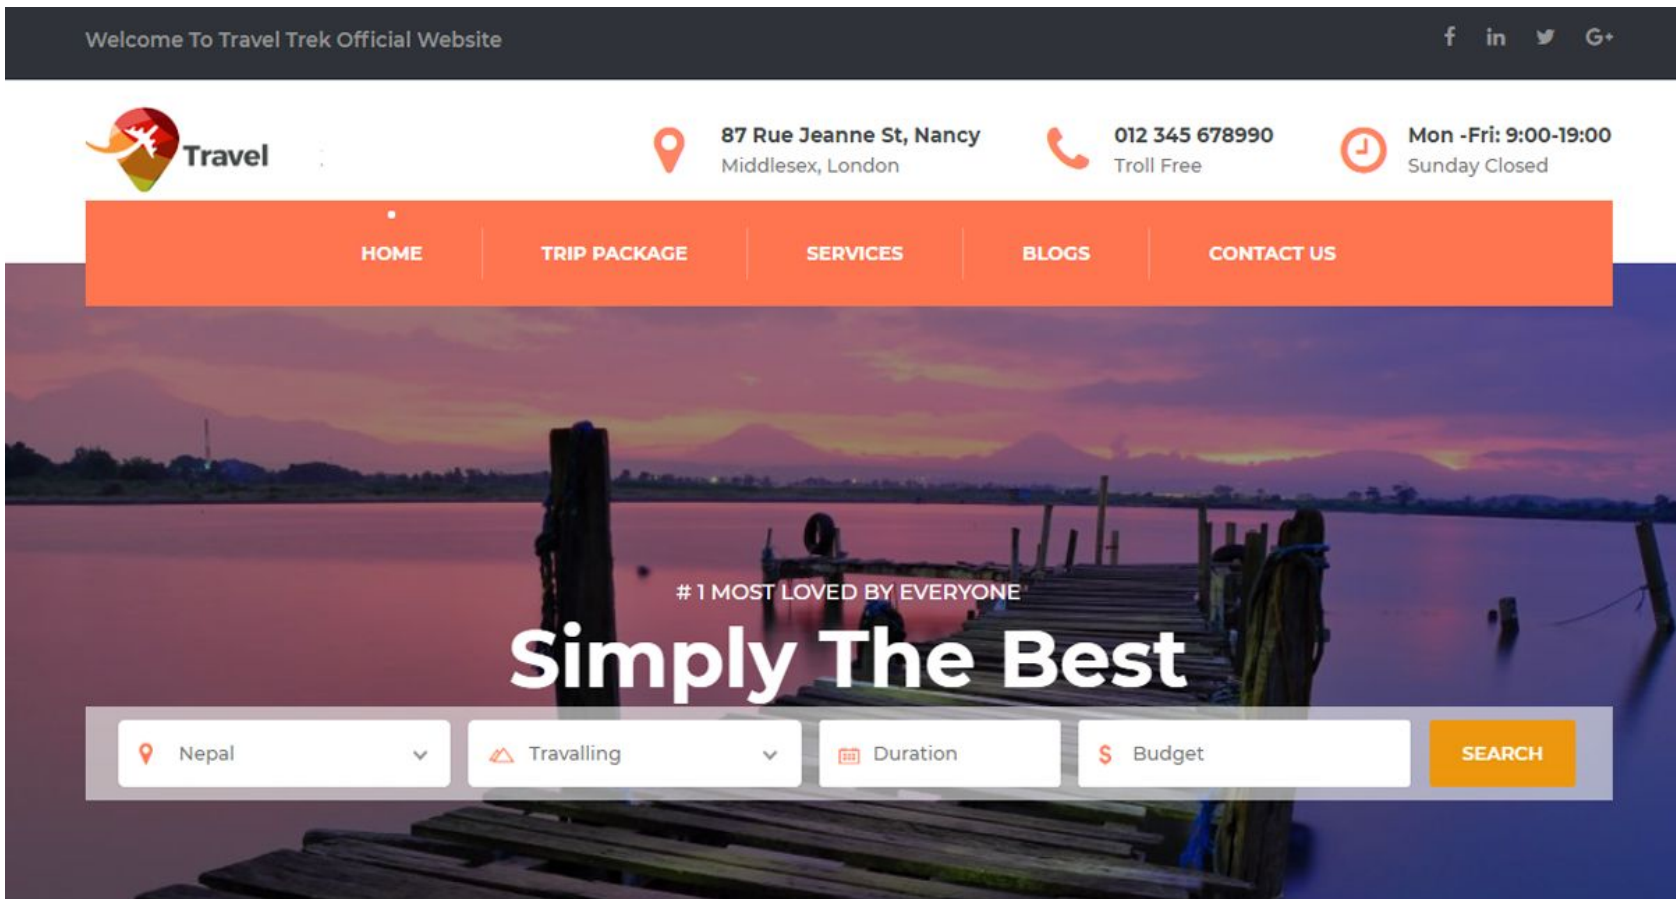 Welcome To Travel Trek Official Website
f in G+
Travel
87 Rue Jeanne St, Nancy
Middlesex, London
012 345 678990
Troll Free
Mon -Fri: 9:00-19:00
Sunday Closed
HOME TRIP PACKAGE SERVICES BLOGS CONTACT US
# 1 MOST LOVED BY EVERYONE
Simply The Best
Nepal Travalling Duration $ Budget SEARCH